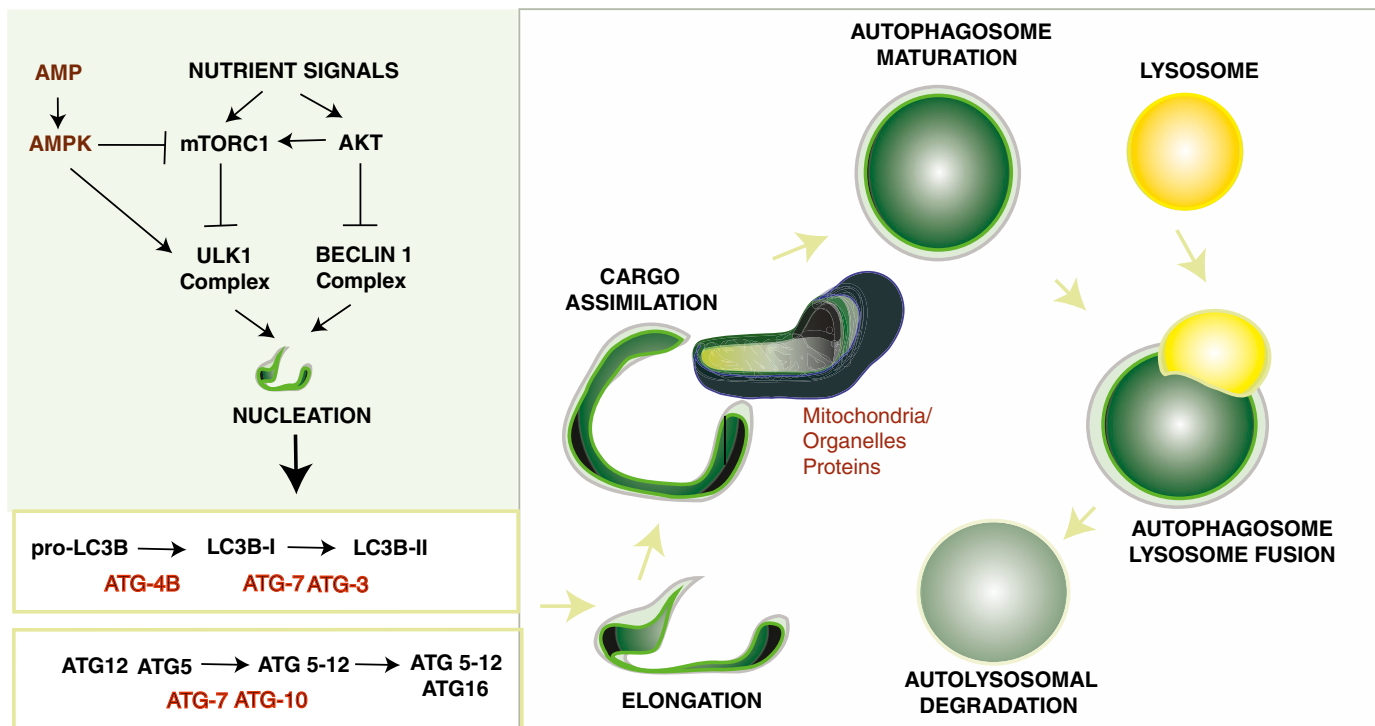 AMP
NUTRIENT SIGNALS
AMPK
mTORC1
AKT
ULK1
Complex
BECLIN 1
Complex
NUCLEATION
pro-LC3B
LC3B-I
LC3B-II
ATG-4B
ATG-7 ATG-3
ATG12 ATG5
ATG 5-12
ATG 5-12
ATG16
ATG-7 ATG-10
ELONGATION
CARGO
ASSIMILATION
Mitochondria/
Organelles
Proteins
AUTOPHAGOSOME
MATURATION
LYSOSOME
AUTOPHAGOSOME
LYSOSOME FUSION
AUTOLYSOSOMAL
DEGRADATION